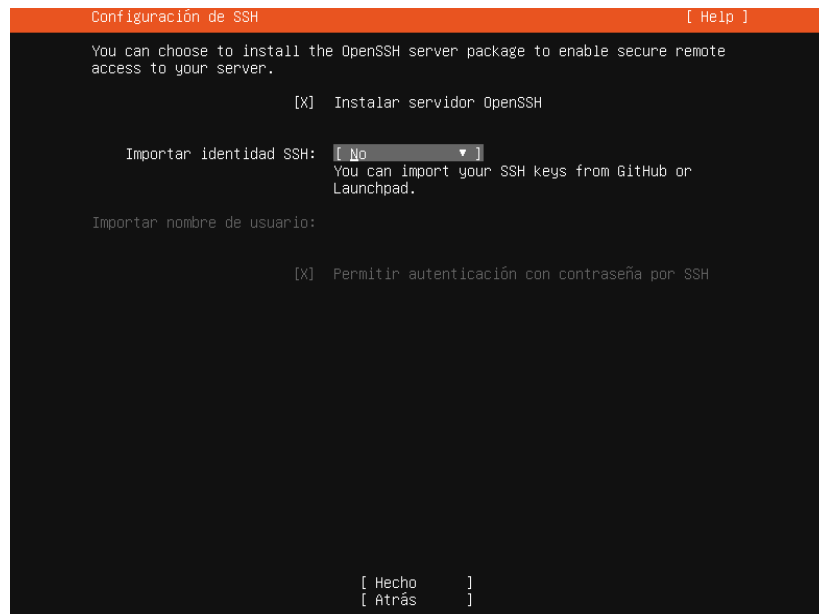 Configuración de SSH [ Help ]
You can choose to install the OpenSSH server package to enable secure remote
access to your server.
[X] Instalar servidor OpenSSH
Importar identidad SSH: [ No ▼ ]
You can import your SSH keys from GitHub or
Launchpad.
Importar nombre de usuario:
[X] Permitir autenticación con contraseña por SSH
[ Hecho ]
[ Atrás ]